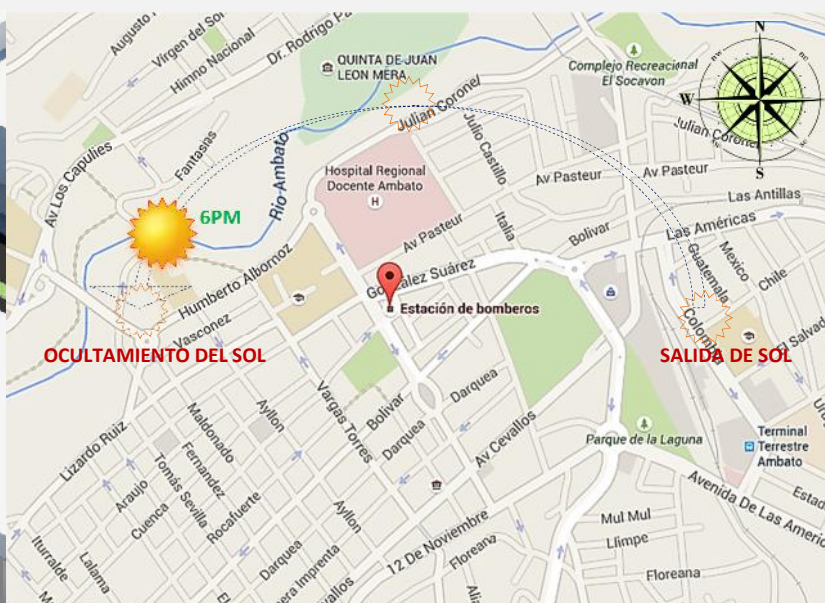 Augusto
Virgen del Sol
Himno Nacional
Dr. Rodrigo
QUINTA DE JUAN
LEON MERA
Complejo Recreacional
El Socavon
N
W
S
Julian Coronel
Julio Castillo
Julian Coronel
Fantasias
Av Los Capulies
Rio Ambato
Hospital Regional
Docente Ambato
H
Av Pasteur
Av Pasteur
Las Antillas
6PM
Italia
Av Pasteur
Bolivar
Las Américas
Guatemala
Mexico
Chile
Humberto Albornoz
González Suárez
Estación de bomberos
Colombia
El Salvador
Vasconez
OCULTAMIENTO DEL SOL
SALIDA DE SOL
Vargas Torres
Bolivar
Darquea
Darquea
Av Cevallos
Lizardo Ruiz
Maldonado
Ayllon
Fernandez
Tomás Sevilla
Araujo
Cuenca
Rocafuerte
Parque de la Laguna
Terminal
Terrestre
Ambato
Avenida De Las
Ayllon
12 De Noviembre
Mul Mul
Llimpe
Iturralde
Lalama
Darquea
Imprenta
Floreana
Floreana